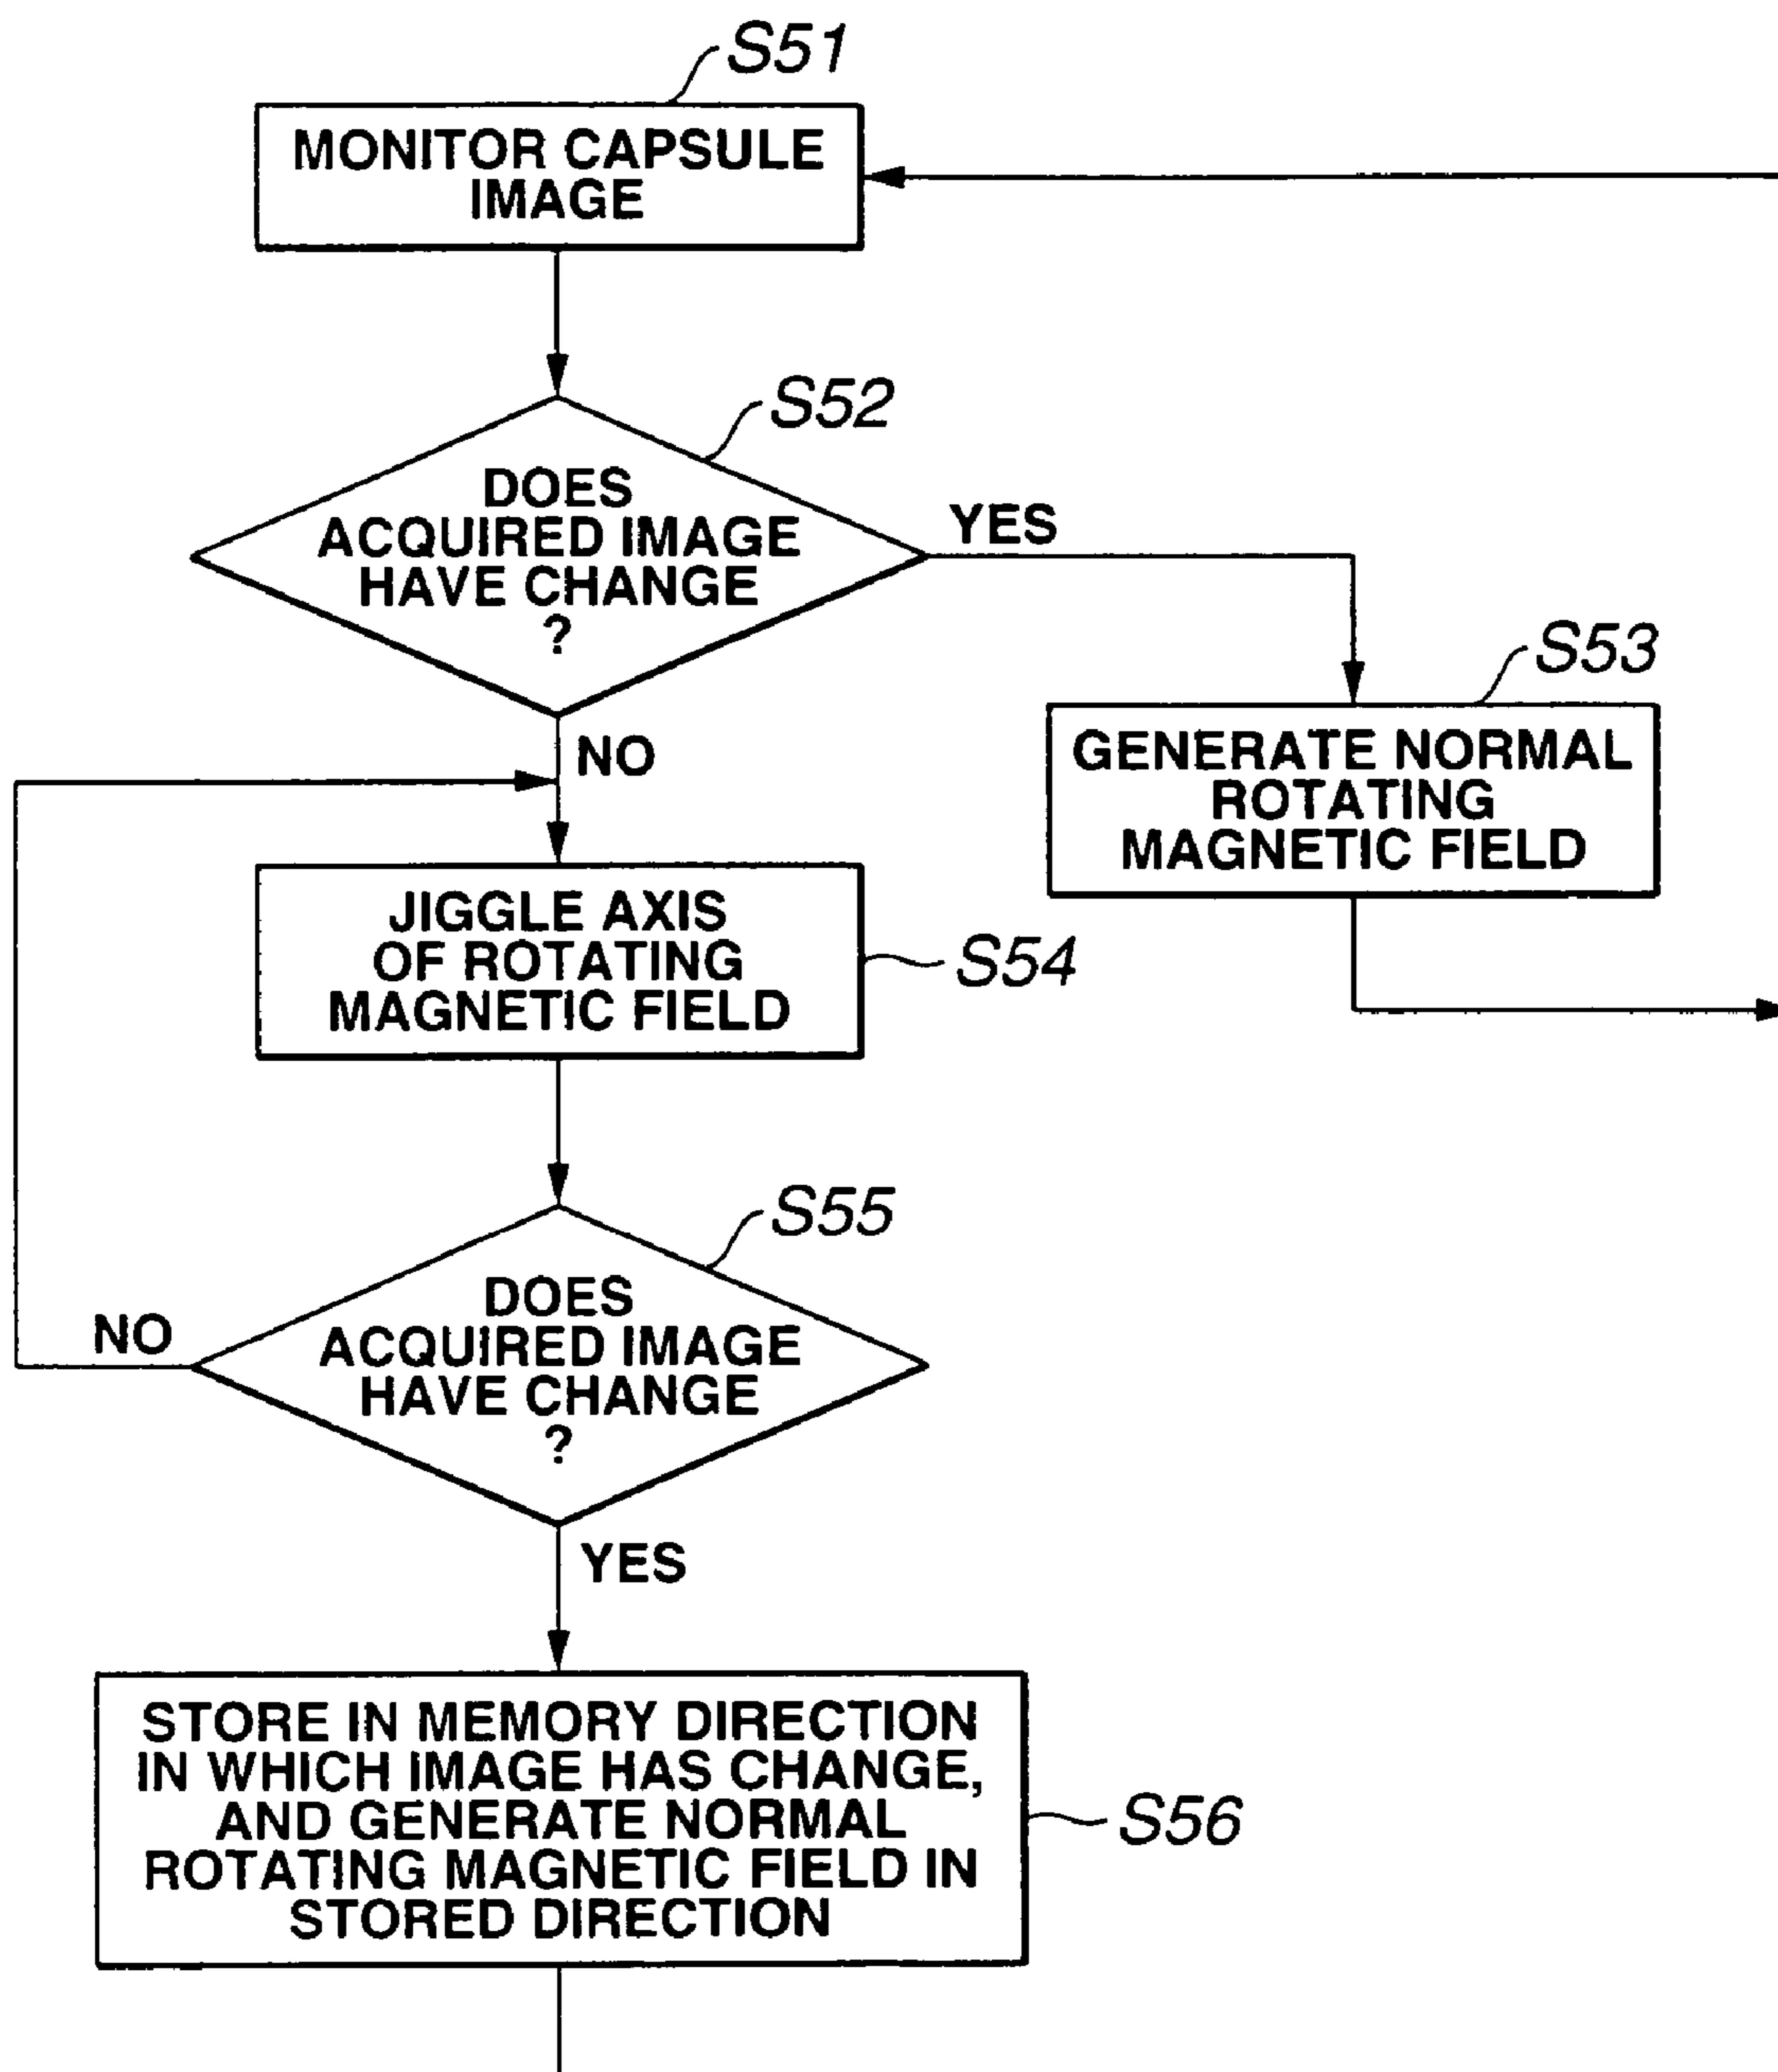 S51
MONITOR CAPSULE
IMAGE
S52
DOES
ACQUIRED IMAGE
HAVE CHANGE
?
YES
NO
S53
GENERATE NORMAL
ROTATING
MAGNETIC FIELD
JIGGLE AXIS
OF ROTATING
MAGNETIC FIELD
S54
S55
DOES
ACQUIRED IMAGE
HAVE CHANGE
?
NO
YES
STORE IN MEMORY DIRECTION
IN WHICH IMAGE HAS CHANGE,
AND GENERATE NORMAL
ROTATING MAGNETIC FIELD IN
STORED DIRECTION
S56